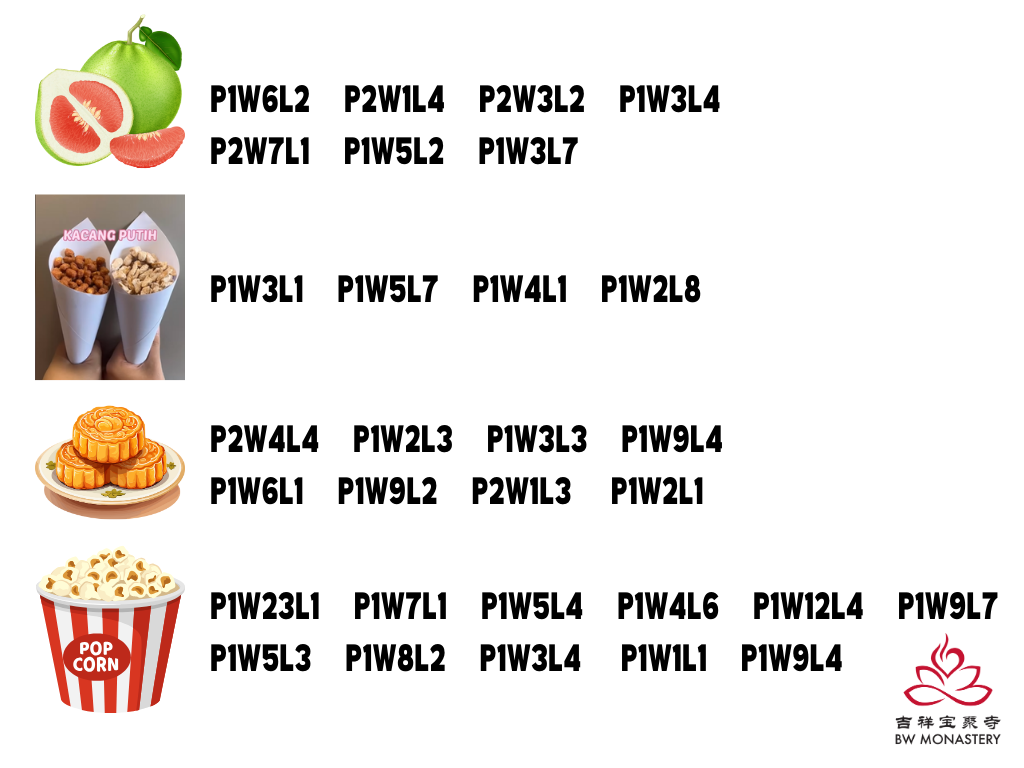 P1W6L2 P2W1L4 P2W3L2 P1W3L4
P2W7L1 P1W5L2 P1W3L7
KACANG PUTIH
P1W3L1 P1W5L7 P1W4L1 P1W2L8
P2W4L4 P1W2L3 P1W3L3 P1W9L4
P1W6L1 P1W9L2 P2W1L3 P1W2L1
POP
CORN
P1W23L1 P1W7L1 P1W5L4 P1W4L6 P1W12L4 P1W9L7
P1W5L3 P1W8L2 P1W3L4 P1W1L1 P1W9L4
吉祥宝聚寺
BW MONASTERY